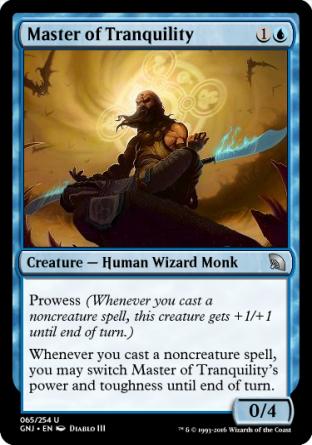 Master of Tranquility 1
Creature — Human Wizard Monk
Prowess (Whenever you cast a
noncreature spell, this creature gets +1/+1
until end of turn.)
Whenever you cast a noncreature spell,
you may switch Master of Tranquility's
power and toughness until end of turn.
0/4
065/254 U
GNJ • EN Diablo III
™ & © 1993-2016 Wizards of the Coast